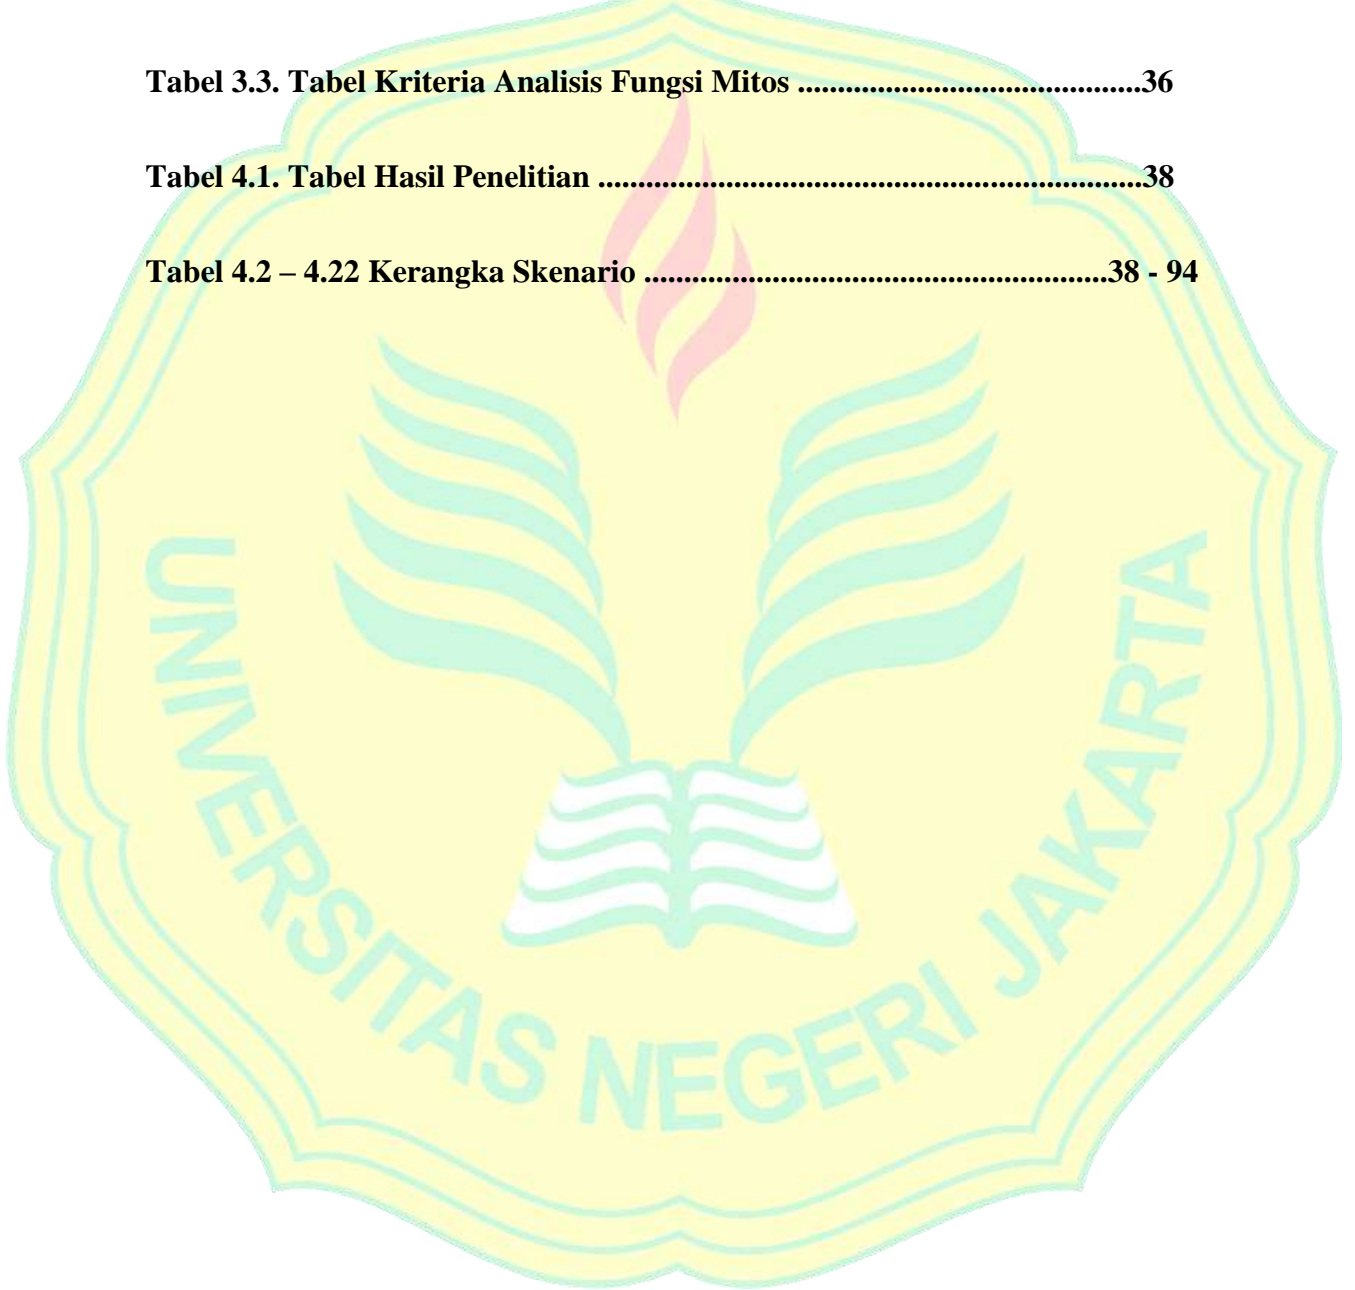 Tabel 3.3. Tabel Kriteria Analisis Fungsi Mitos ...........................................36
Tabel 4.1. Tabel Hasil Penelitian ....................................................................38
Tabel 4.2 – 4.22 Kerangka Skenario ..........................................................38 - 94
UNIVERSITAS NEGERI JAKARTA